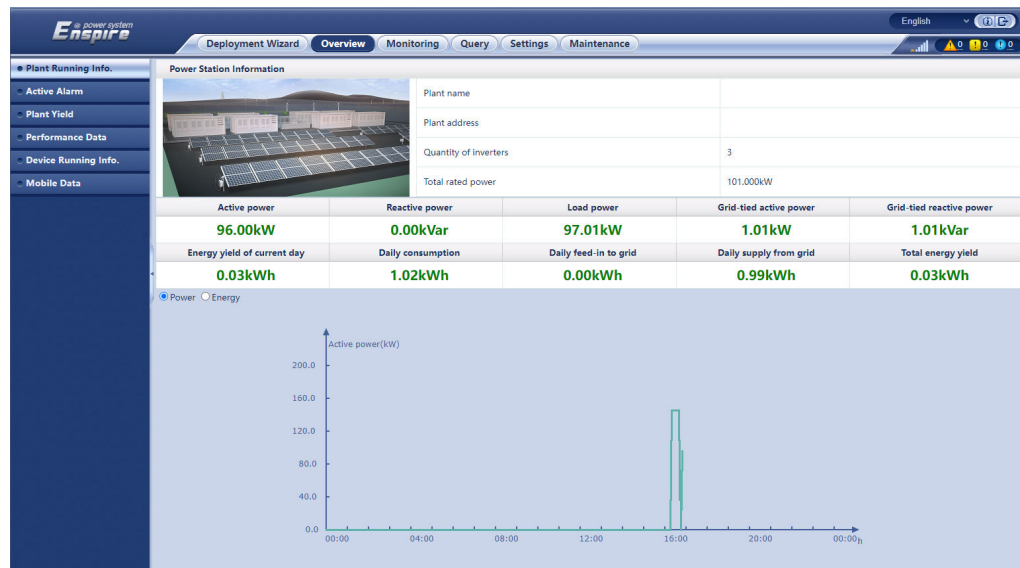 power system
Enspire
English
Deployment Wizard Overview Monitoring Query Settings Maintenance
0 0 0
Plant Running Info.
Active Alarm
Plant Yield
Performance Data
Device Running Info.
Mobile Data
Power Station Information
Plant name
Plant address
Quantity of inverters 3
Total rated power 101.000kW
Active power Reactive power Load power Grid-tied active power Grid-tied reactive power
96.00kW 0.00kVar 97.01kW 1.01kW 1.01kVar
Energy yield of current day Daily consumption Daily feed-in to grid Daily supply from grid Total energy yield
0.03kWh 1.02kWh 0.00kWh 0.99kWh 0.03kWh
Power Energy
Active power(kW)
200.0
160.0
120.0
80.0
40.0
0.0
00:00 04:00 08:00 12:00 16:00 20:00 00:00 h